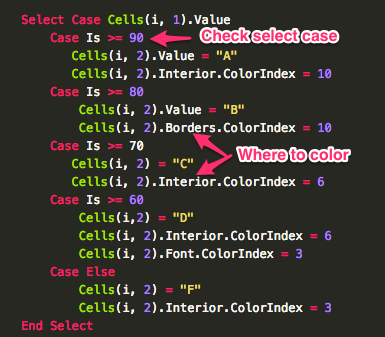 Select Case Cells(i, 1).Value
Case Is >= 90
Check select case
Cells(i, 2).Value = "A"
Cells(i, 2).Interior.ColorIndex = 10
Case Is >= 80
Cells(i, 2).Value = "B"
Cells(i, 2).Borders.ColorIndex = 10
Case Is >= 70
Where to color
Cells(i, 2) = "C"
Cells(i, 2).Interior.ColorIndex = 6
Case Is >= 60
Cells(i,2) = "D"
Cells(i, 2).Interior.ColorIndex = 6
Cells(i, 2).Font.ColorIndex = 3
Case Else
Cells(i, 2) = "F"
Cells(i, 2).Interior.ColorIndex = 3
End Select